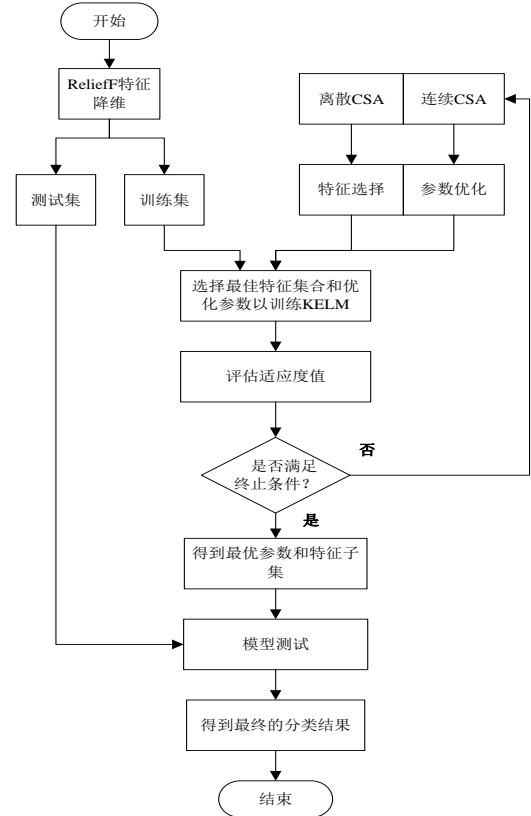 开始
ReliefF特征
降维
离散CSA
连续CSA
测试集
训练集
特征选择
参数优化
选择最佳特征集合和优
化参数以训练KELM
评估适应度值
否
是否满足
终止条件？
是
得到最优参数和特征子
集
模型测试
得到最终的分类结果
结束